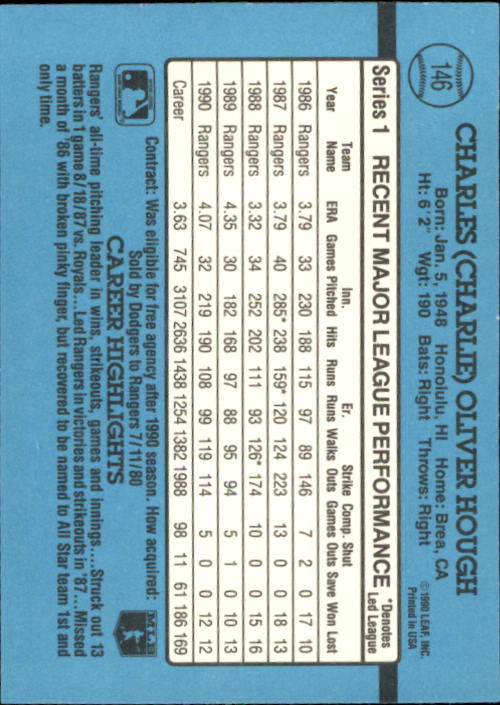 146
CHARLES (CHARLIE) OLIVER HOUGH
Born: Jan. 5, 1948 Honolulu, HI Home: Brea, CA
Ht: 6'2" Wgt: 190 Bats: Right Throws: Right
©1990 LEAF, INC.
Printed in USA
Series 1 RECENT MAJOR LEAGUE PERFORMANCE *Denotes Led League
Inn. Er. Strike Comp. Shut
Year Team Name ERA Games Pitched Hits Runs Runs Walks Outs Games Outs Save Won Lost
1986 Rangers 3.79 33 230 188 115 97 89 146 7 2 0 17 10
1987 Rangers 3.79 40 285* 238 159* 120 124 223 13 0 0 18 13
1988 Rangers 3.32 34 252 202 111 93 126* 174 10 0 0 15 16
1989 Rangers 4.35 30 182 168 97 88 95 94 5 1 0 10 13
1990 Rangers 4.07 32 219 190 108 99 119 114 5 0 0 12 12
Career 3.63 745 3107 2636 1438 1254 1382 1988 98 11 61 186 169
Contract: Was eligible for free agency after 1990 season. How acquired:
Sold by Dodgers to Rangers 7/11/80
MLB
CAREER HIGHLIGHTS
Rangers' all-time pitching leader in wins, strikeouts, games and innings....Struck out 13
batters in 1 game 8/18/87 vs. Royals....Led Rangers in victories and strikeouts in '87....Missed
a month of '86 with broken pinky finger, but recovered to be named to All Star team 1st and
only time.